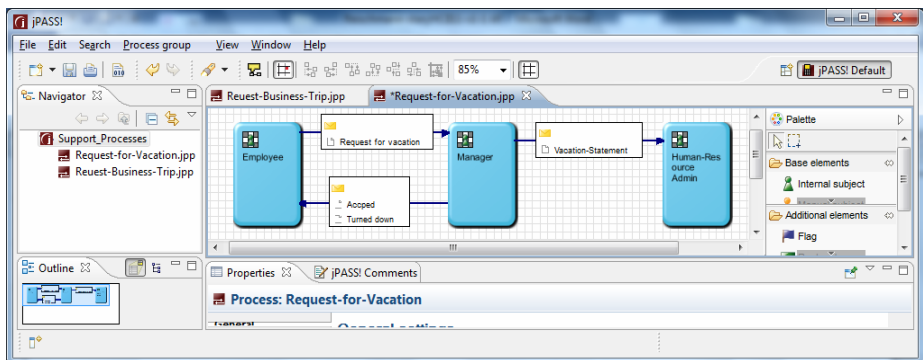 jPASS!
File Edit Search Process group View Window Help
85%
jPASS! Default
Navigator
Support_Processes
Request-for-Vacation.jpp
Reuest-Business-Trip.jpp
Reuest-Business-Trip.jpp
*Request-for-Vacation.jpp
Employee
Request for vacation
Accped
Turned down
Manager
Vacation-Statement
Human-Res
ource
Admin
Palette
Base elements
Internal subject
Additional elements
Flag
Outline
Properties
jPASS! Comments
Process: Request-for-Vacation